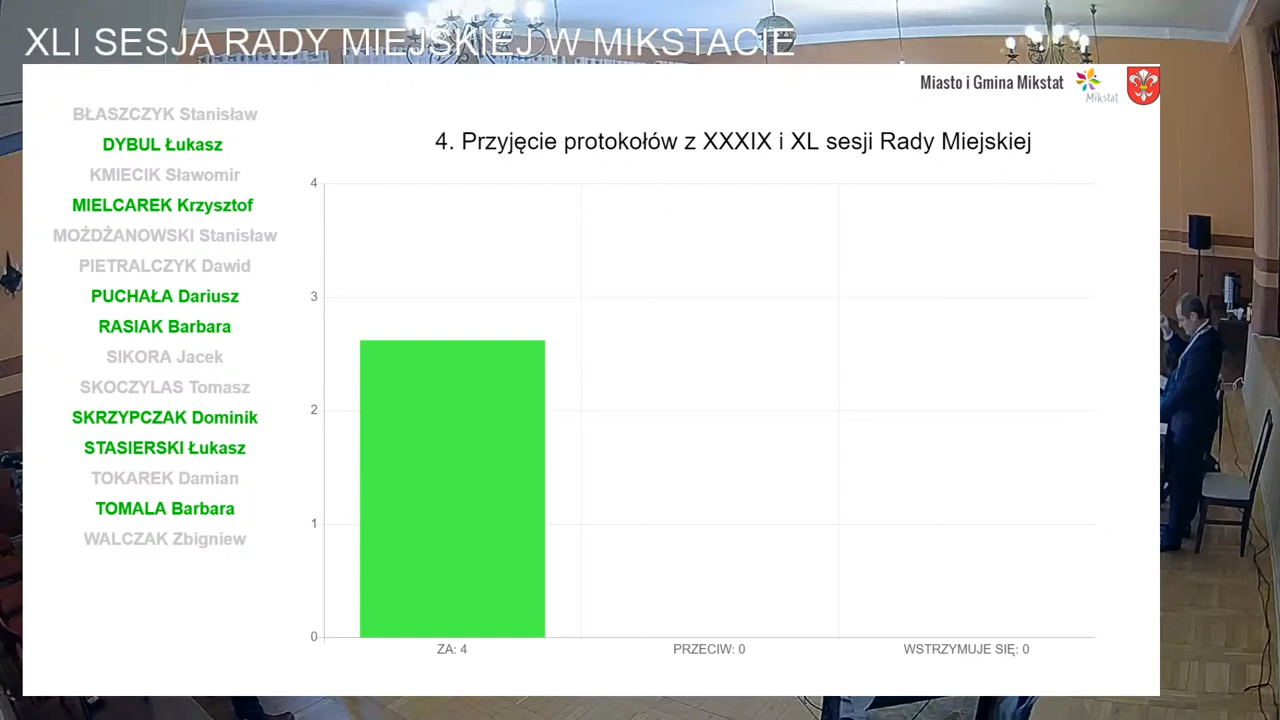 XLI SESJA RADY MIEJSKIEJ W MIKSTACIE
Miasto i Gmina Mikstat
Mikstat
BŁASZCZYK Stanisław
DYBUL Łukasz
KMIECIK Sławomir
MIELCAREK Krzysztof
MOŻDŻANOWSKI Stanisław
PIETRALCZYK Dawid
PUCHAŁA Dariusz
RASIAK Barbara
SIKORA Jacek
SKOCZYLAS Tomasz
SKRZYPCZAK Dominik
STASIERSKI Łukasz
TOKAREK Damian
TOMALA Barbara
WALCZAK Zbigniew
4. Przyjęcie protokołów z XXXIX i XL sesji Rady Miejskiej
4
3
2
1
0
ZA: 4
PRZECIW: 0
WSTRZYMUJE SIĘ: 0